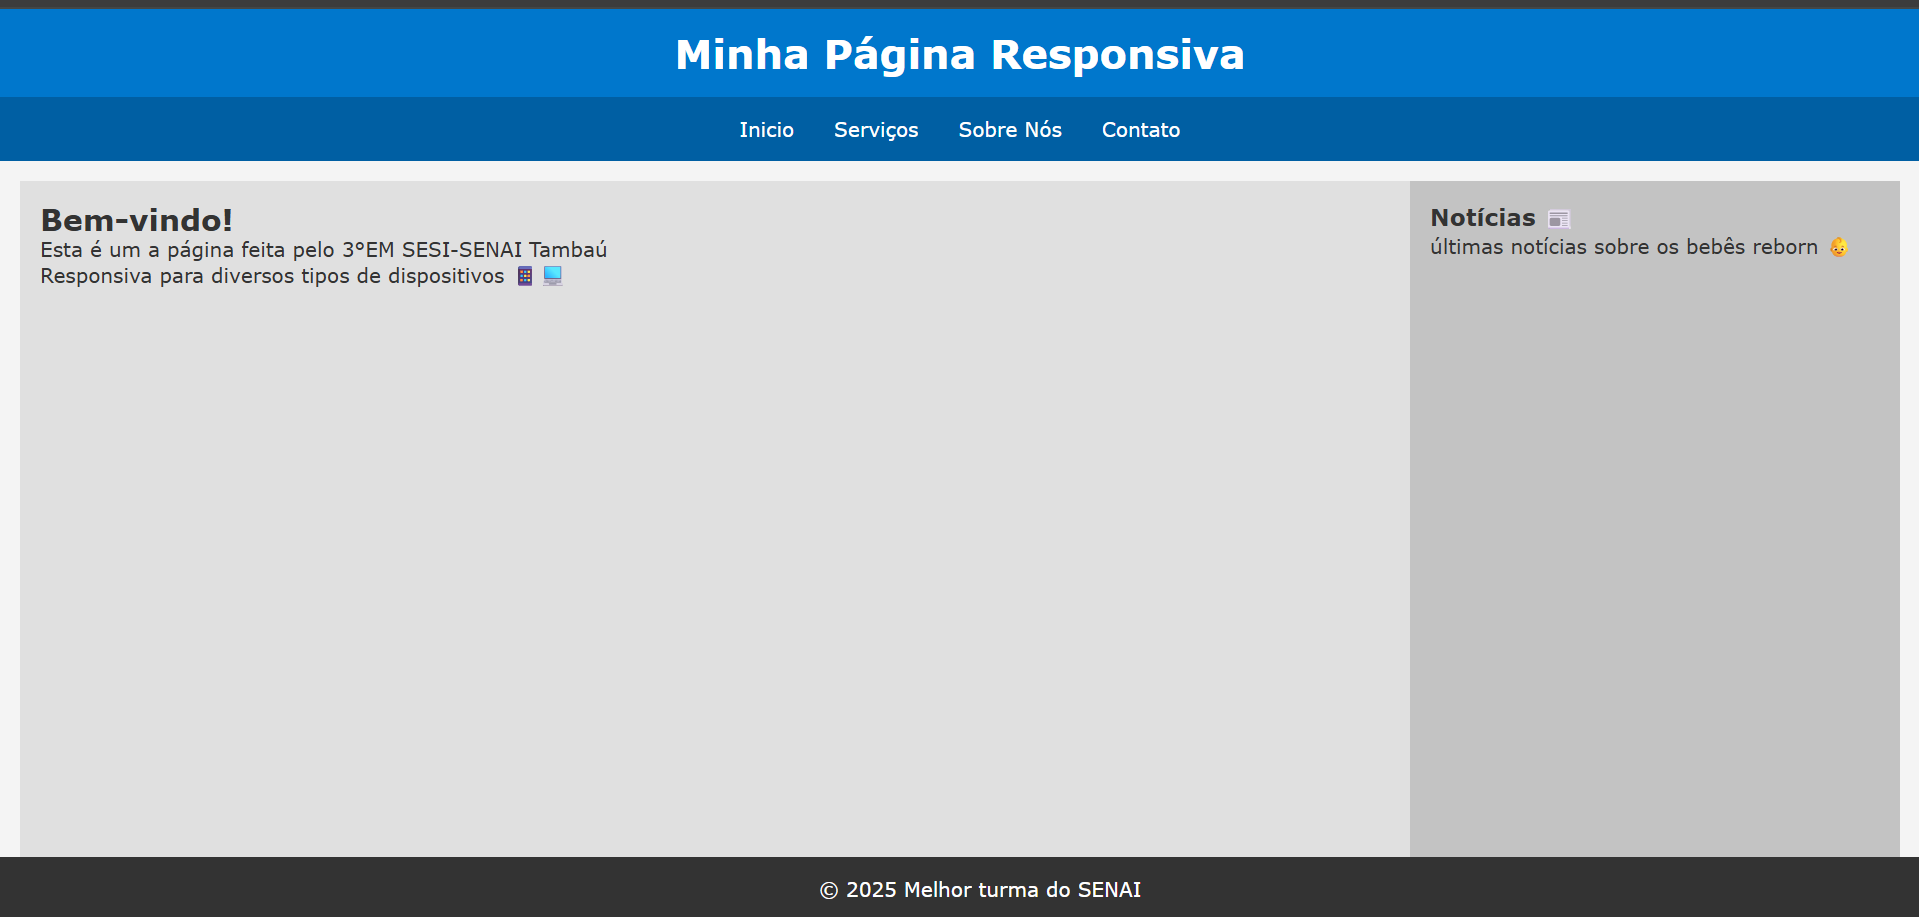 Minha Página Responsiva
Inicio Serviços Sobre Nós Contato
Bem-vindo!
Esta é um a página feita pelo 3°EM SESI-SENAI Tambaú
Responsiva para diversos tipos de dispositivos
Notícias
últimas notícias sobre os bebês reborn
© 2025 Melhor turma do SENAI